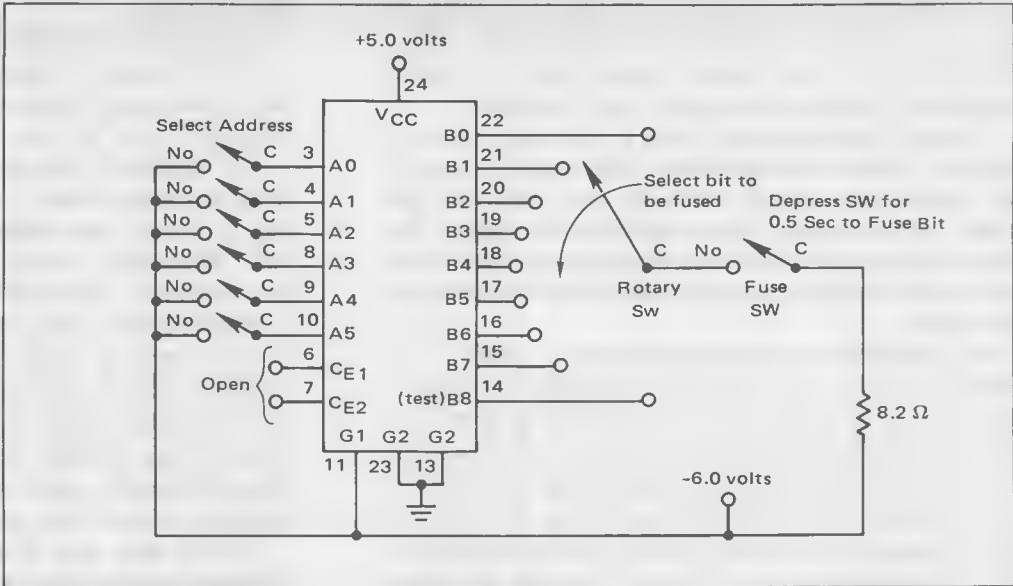 +5.0 volts
24
VCC
Select Address
No C 3 A0
No C 4 A1
No C 5 A2
No C 8 A3
No C 9 A4
No C 10 A5
Open
6 CE1
7 CE2
B0 22
B1 21
B2 20
B3 19
B4 18
B5 17
B6 16
B7 15
(test) B8 14
G1 G2 G2
11 23 13
Select bit to
be fused
C
Rotary
Sw
Depress SW for
0.5 Sec to Fuse Bit
No C
Fuse
SW
8.2 Ω
-6.0 volts